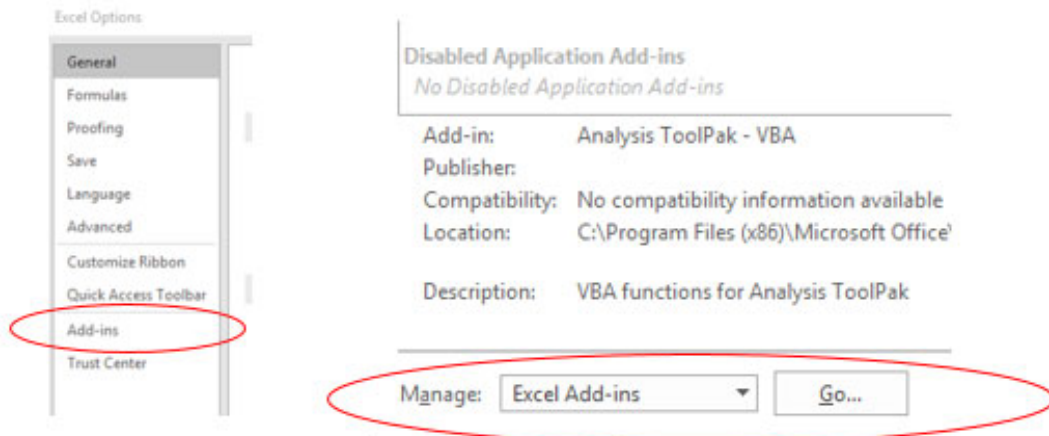 Excel Options
General
Formulas
Proofing
Save
Language
Advanced
Customize Ribbon
Quick Access Toolbar
Add-ins
Trust Center
Disabled Application Add-ins
No Disabled Application Add-ins
Add-in: Analysis ToolPak - VBA
Publisher:
Compatibility: No compatibility information available
Location: C:\Program Files (x86)\Microsoft Office\
Description: VBA functions for Analysis ToolPak
Manage: Excel Add-ins Go...